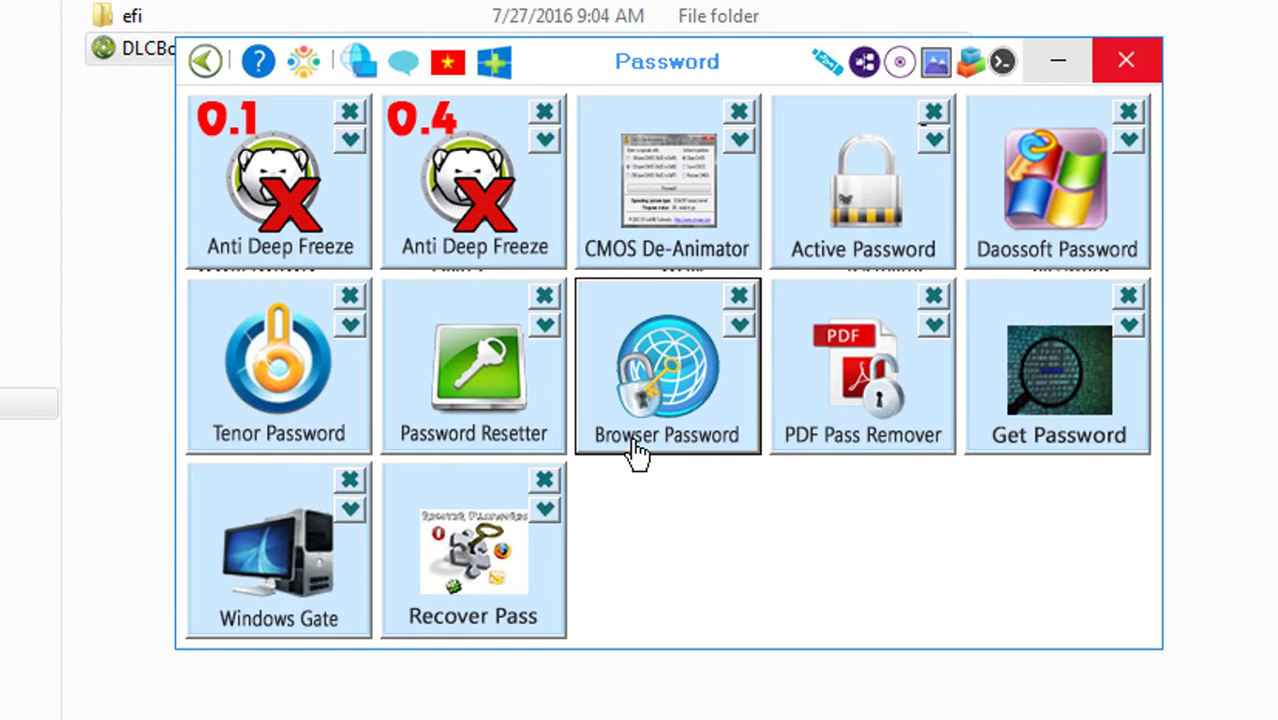 efi 7/27/2016 9:04 AM File folder
DLCBo
Password
0.1 0.4
Anti Deep Freeze Anti Deep Freeze CMOS De-Animator Active Password Daossoft Password
PDF
Tenor Password Password Resetter Browser Password PDF Pass Remover Get Password
Windows Gate Recover Pass